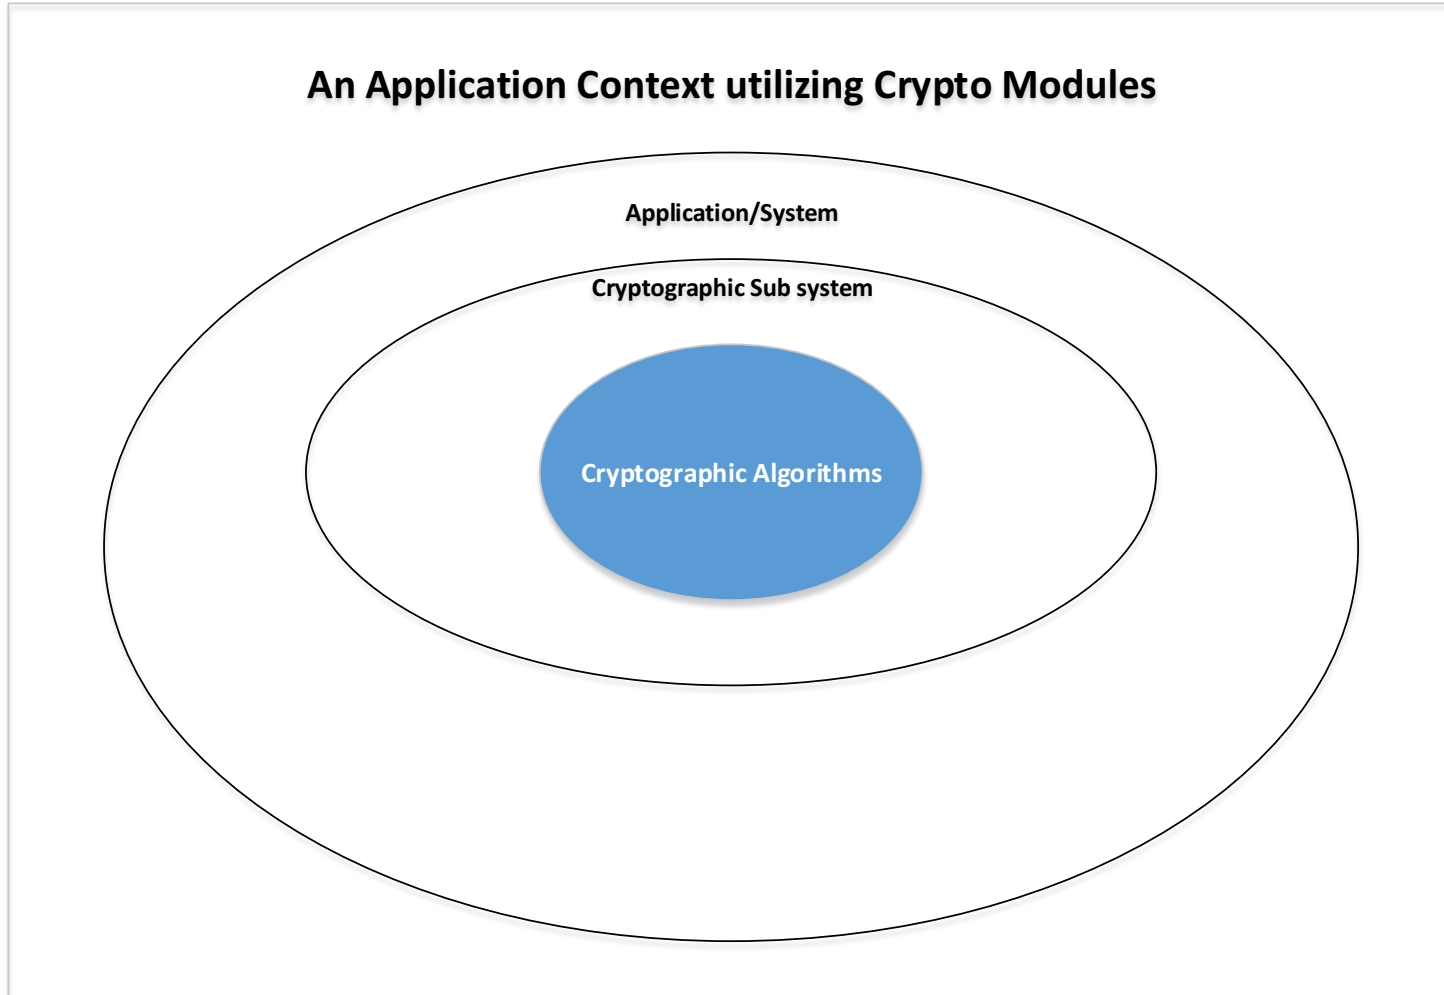 An Application Context utilizing Crypto Modules
Application/System
Cryptographic Sub system
Cryptographic Algorithms